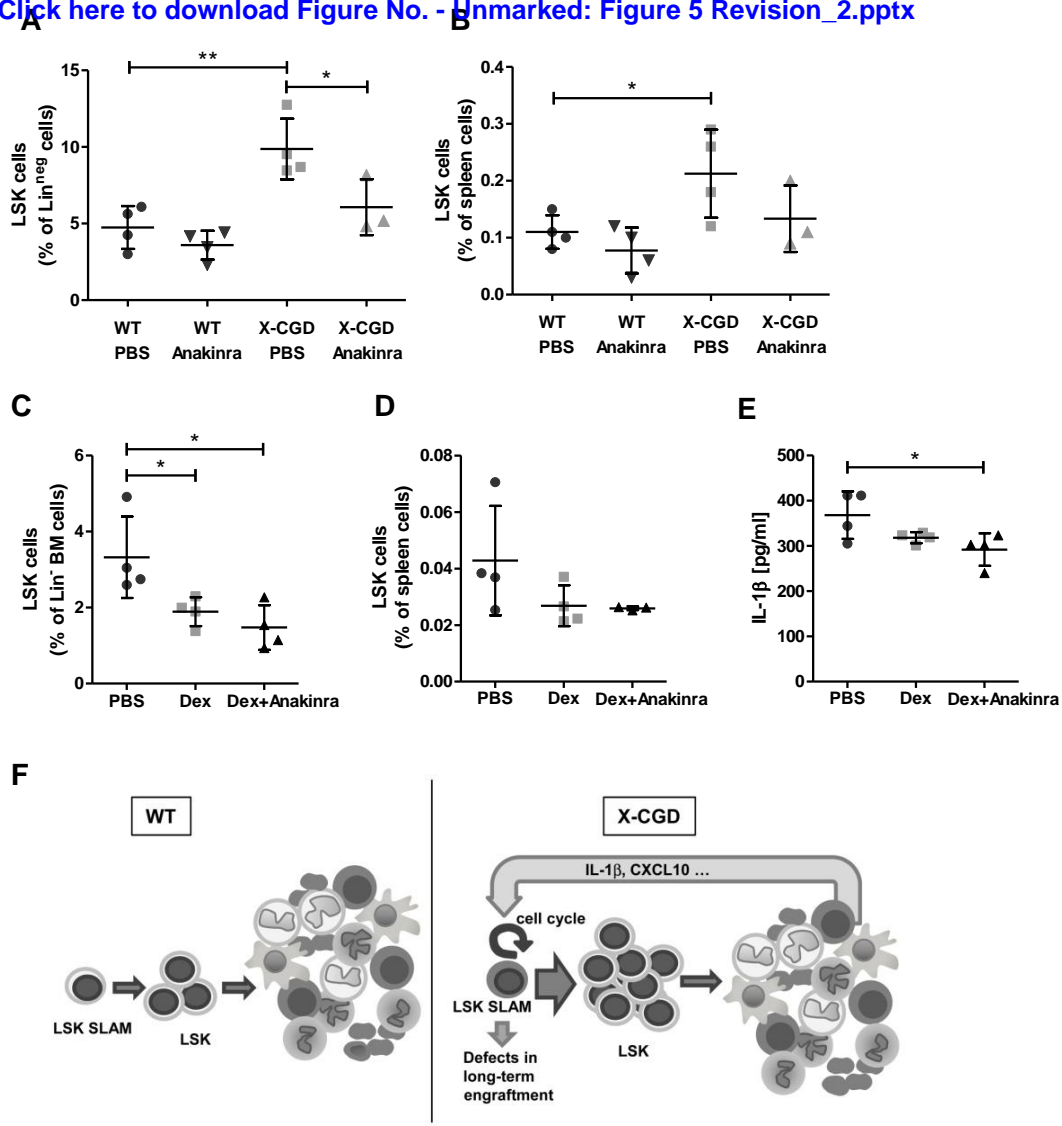 Click here to download Figure No. - Unmarked: Figure 5 Revision_2.pptx
A
**
*
15
10
5
0
LSK cells
(% of Lin^neg cells)
WT
PBS
WT
Anakinra
X-CGD
PBS
X-CGD
Anakinra
B
*
0.4
0.3
0.2
0.1
0.0
LSK cells
(% of spleen cells)
WT
PBS
WT
Anakinra
X-CGD
PBS
X-CGD
Anakinra
C
*
*
6
4
2
0
LSK cells
(% of Lin⁻ BM cells)
PBS
Dex
Dex+Anakinra
D
0.08
0.06
0.04
0.02
0.00
LSK cells
(% of spleen cells)
PBS
Dex
Dex+Anakinra
E
*
500
400
300
200
100
0
IL-1β [pg/ml]
PBS
Dex
Dex+Anakinra
F
WT
LSK SLAM
LSK
X-CGD
IL-1β, CXCL10 ...
cell cycle
LSK SLAM
LSK
Defects in
long-term
engraftment